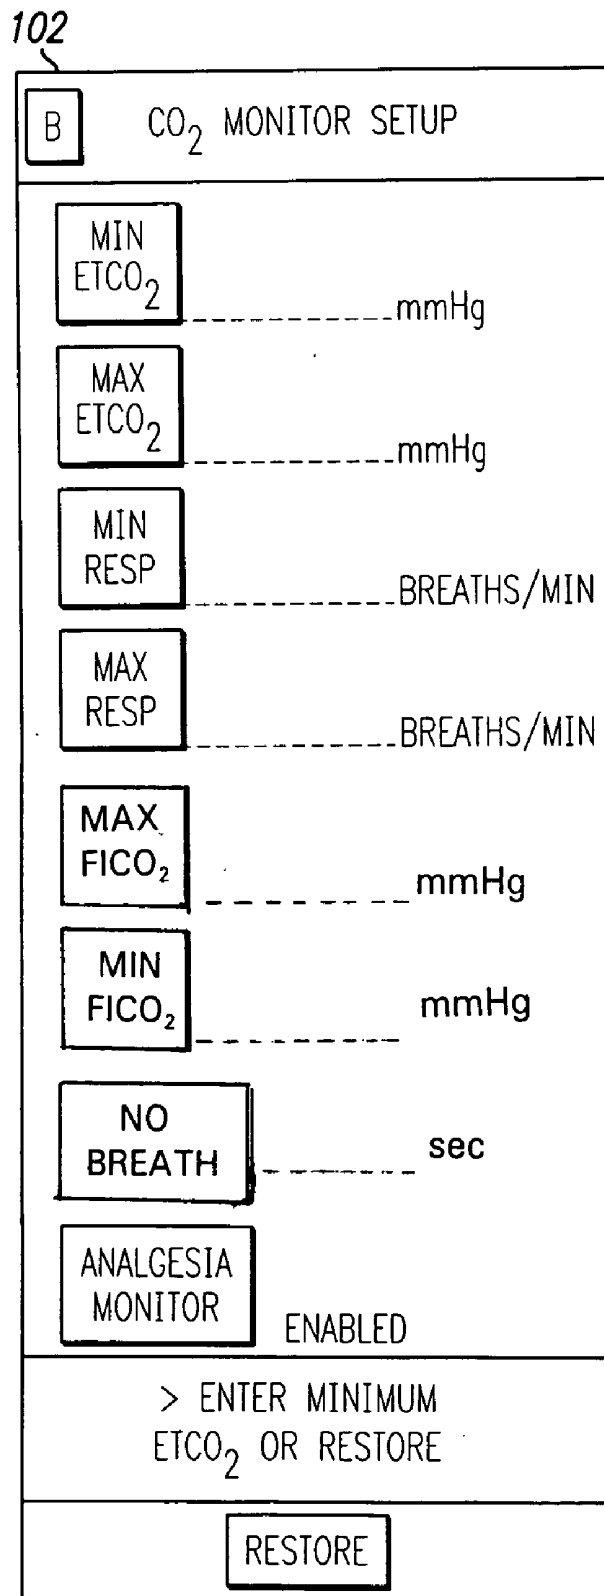 102
B CO₂ MONITOR SETUP
MIN
ETCO₂
mmHg
MAX
ETCO₂
mmHg
MIN
RESP
BREATHS/MIN
MAX
RESP
BREATHS/MIN
MAX
FICO₂
mmHg
MIN
FICO₂
mmHg
NO
BREATH
sec
ANALGESIA
MONITOR
ENABLED
> ENTER MINIMUM
ETCO₂ OR RESTORE
RESTORE